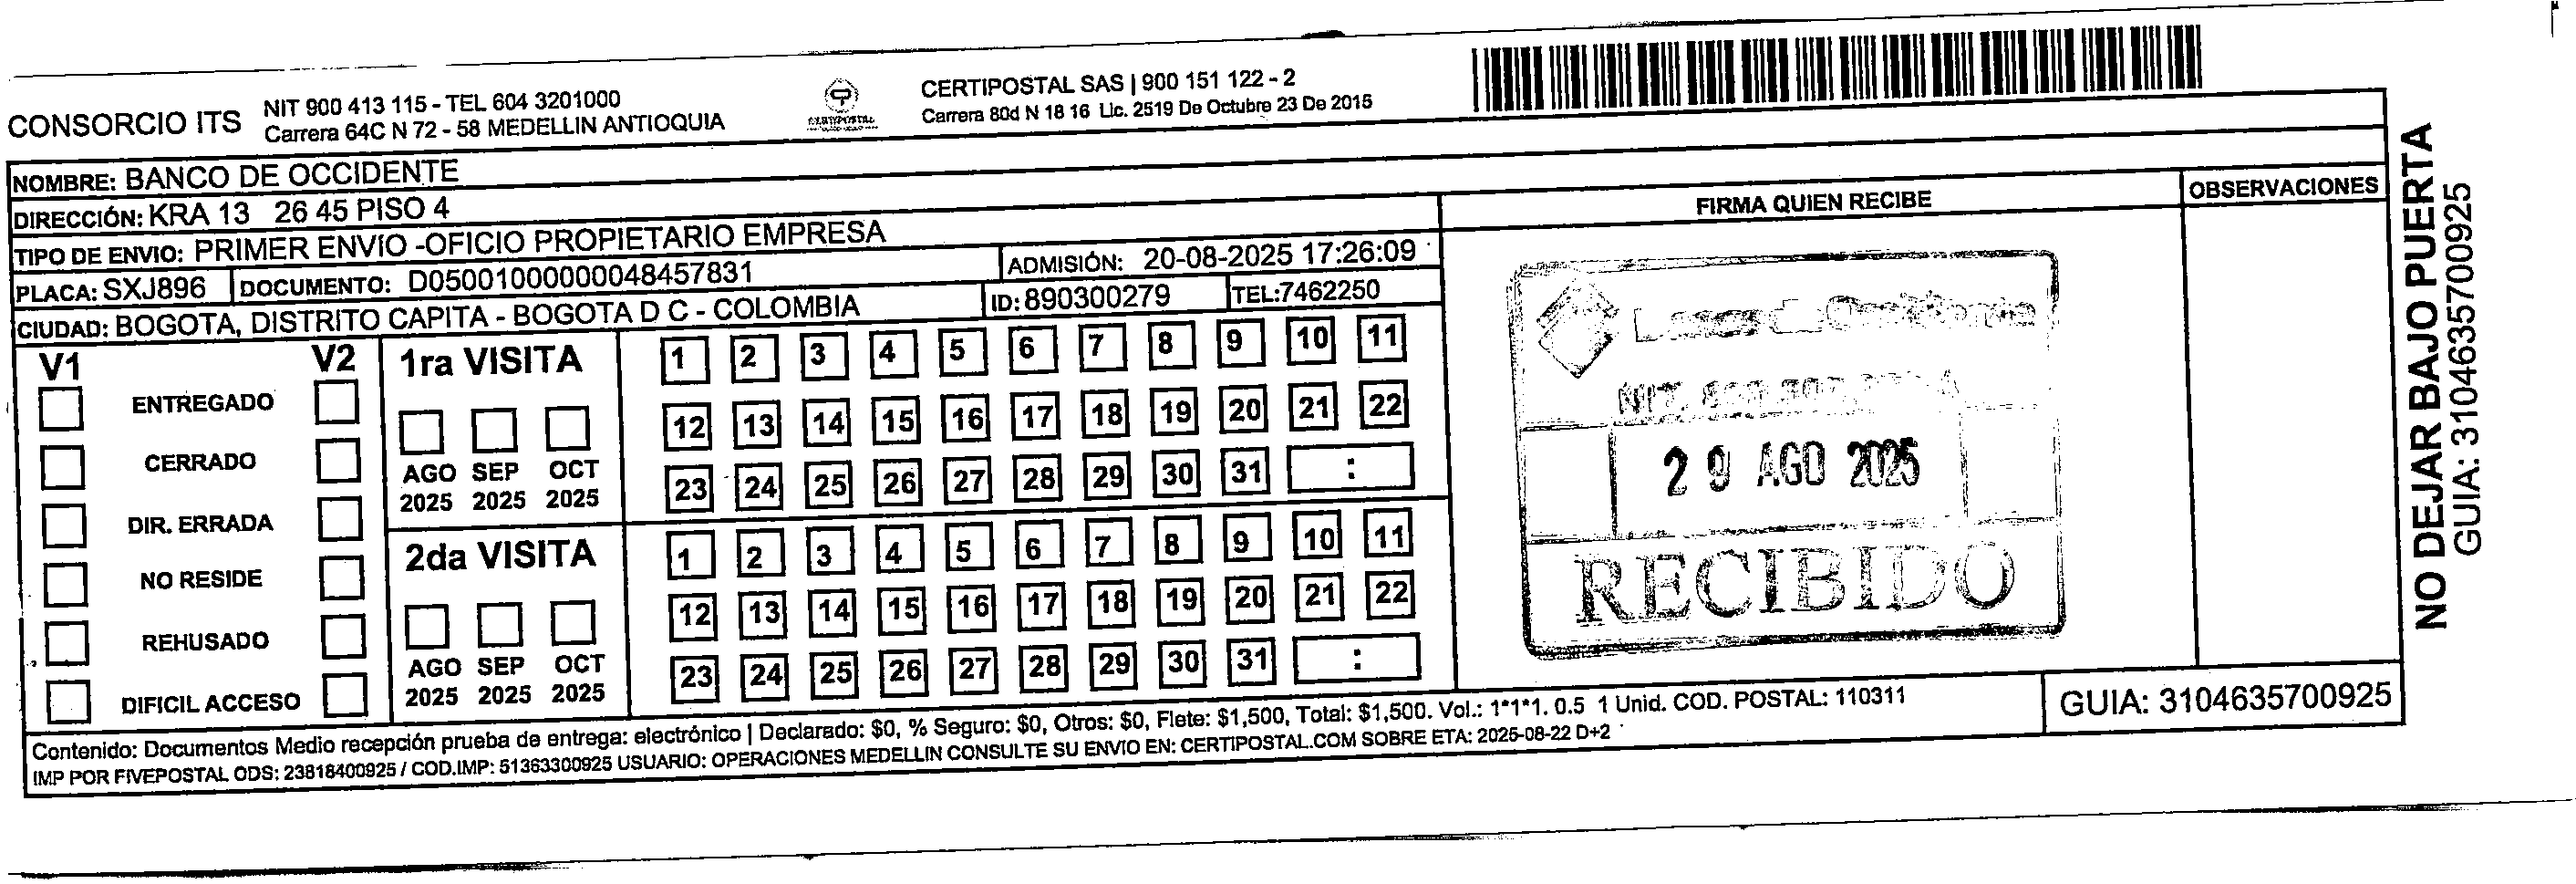 CONSORCIO ITS
NIT 900 413 115 - TEL 604 3201000
Carrera 64C N 72 - 58 MEDELLIN ANTIOQUIA
CERTIPOSTAL
CERTIPOSTAL SAS | 900 151 122 - 2
Carrera 80d N 18 16 Lic. 2519 De Octubre 23 De 2015
NOMBRE: BANCO DE OCCIDENTE
DIRECCIÓN: KRA 13 26 45 PISO 4
TIPO DE ENVIO: PRIMER ENVIO -OFICIO PROPIETARIO EMPRESA
PLACA: SXJ896 DOCUMENTO: D05001000000048457831 ADMISIÓN: 20-08-2025 17:26:09
CIUDAD: BOGOTA, DISTRITO CAPITA - BOGOTA D C - COLOMBIA ID: 890300279 TEL:7462250
V1 V2
ENTREGADO
CERRADO
DIR. ERRADA
NO RESIDE
REHUSADO
DIFICIL ACCESO
1ra VISITA
AGO SEP OCT
2025 2025 2025
1 2 3 4 5 6 7 8 9 10 11
12 13 14 15 16 17 18 19 20 21 22
23 24 25 26 27 28 29 30 31 :
2da VISITA
AGO SEP OCT
2025 2025 2025
1 2 3 4 5 6 7 8 9 10 11
12 13 14 15 16 17 18 19 20 21 22
23 24 25 26 27 28 29 30 31 :
FIRMA QUIEN RECIBE
OBSERVACIONES
Occidente
NIT.
29 AGO 2025
RECIBIDO
Contenido: Documentos Medio recepción prueba de entrega: electrónico | Declarado: $0, % Seguro: $0, Otros: $0, Flete: $1,500, Total: $1,500. Vol.: 1*1*1. 0.5 1 Unid. COD. POSTAL: 110311
IMP POR FIVEPOSTAL ODS: 23818400925 / COD.IMP: 51363300925 USUARIO: OPERACIONES MEDELLIN CONSULTE SU ENVIO EN: CERTIPOSTAL.COM SOBRE ETA: 2025-08-22 D+2
GUIA: 3104635700925
NO DEJAR BAJO PUERTA
GUIA: 3104635700925